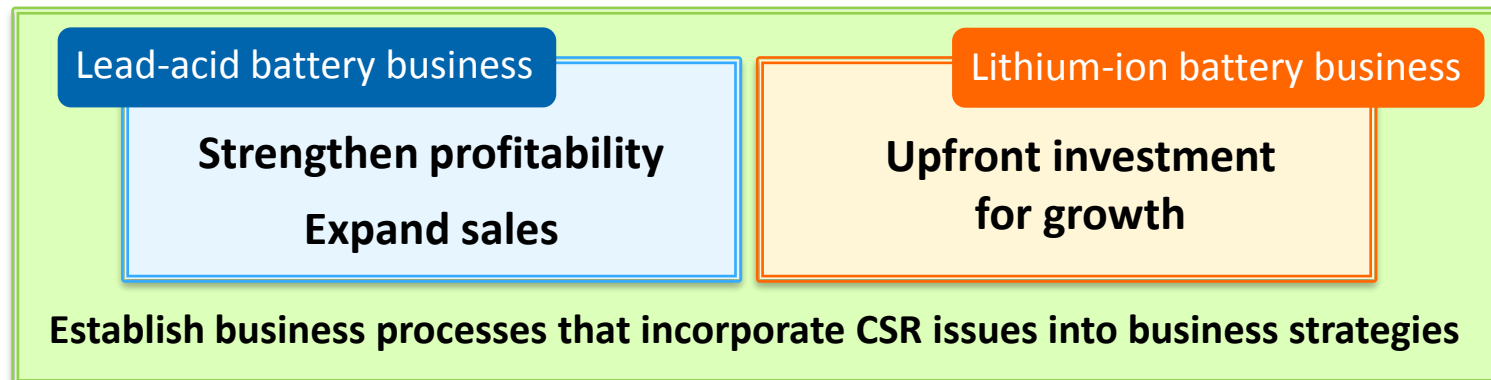 Lead-acid battery business
Strengthen profitability
Expand sales
Lithium-ion battery business
Upfront investment
for growth
Establish business processes that incorporate CSR issues into business strategies